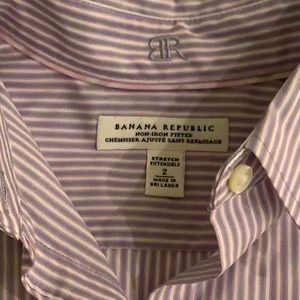 BR
BANANA REPUBLIC
NON-IRON FITTED
CHEMISIER AJUSTÉ SANS REPASSAGE
STRETCH
EXTENSIBLE
2
MADE IN
SRI LANKA